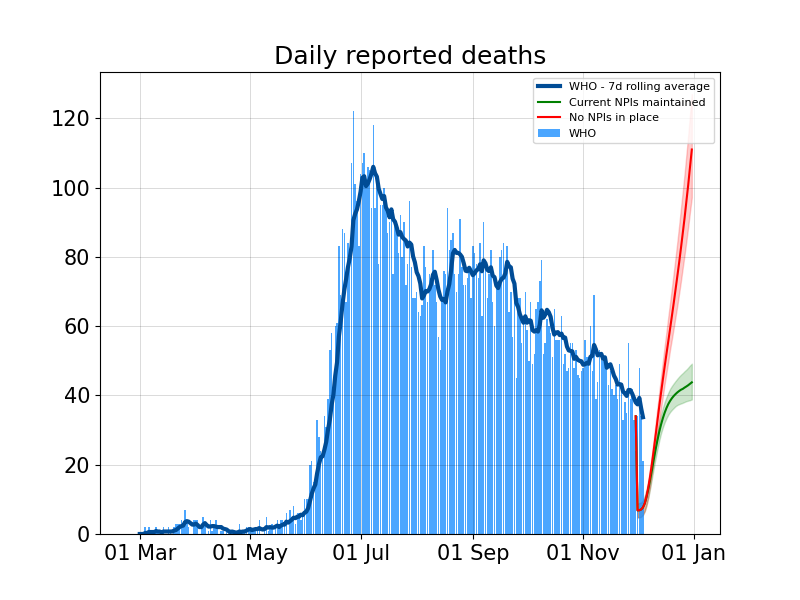 Daily reported deaths
WHO - 7d rolling average
Current NPIs maintained
No NPIs in place
WHO
120
100
80
60
40
20
0
01 Mar
01 May
01 Jul
01 Sep
01 Nov
01 Jan